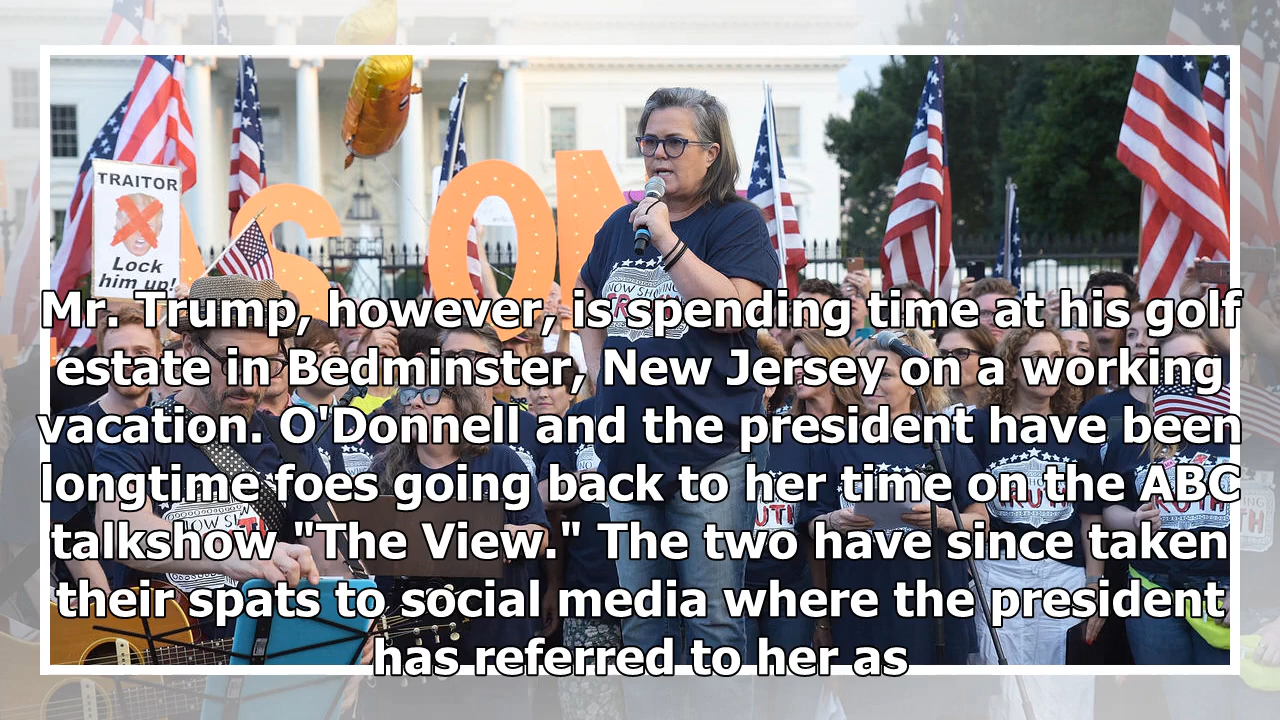 TRAITOR
Lock
him up!
NOW SHOWING
Mr. Trump, however, is spending time at his golf
estate in Bedminster, New Jersey on a working
vacation. O'Donnell and the president have been
longtime foes going back to her time on the ABC
talkshow "The View." The two have since taken
their spats to social media where the president
has referred to her as